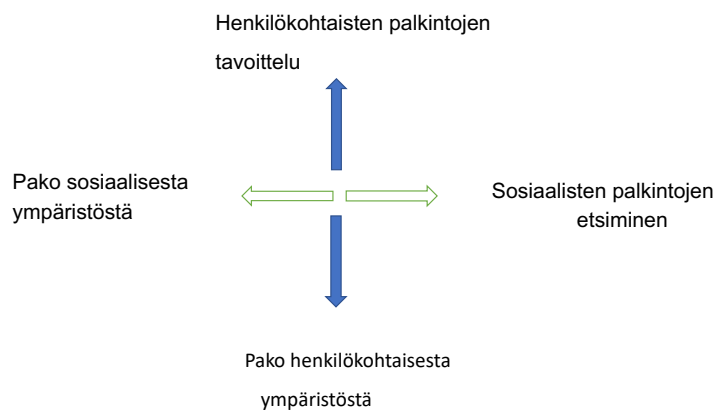 Henkilökohtaisten palkintojen
tavoittelu
Pako sosiaalisesta
ympäristöstä
Sosiaalisten palkintojen
etsiminen
Pako henkilökohtaisesta
ympäristöstä